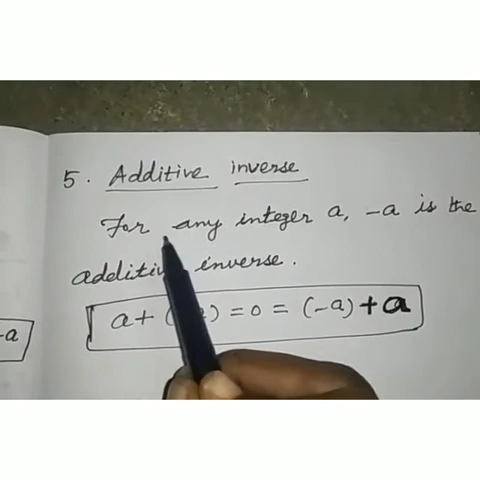 5. Additive inverse
For any integer a, -a is the
additive inverse.
a + ( ) = 0 = (-a) + a
-a